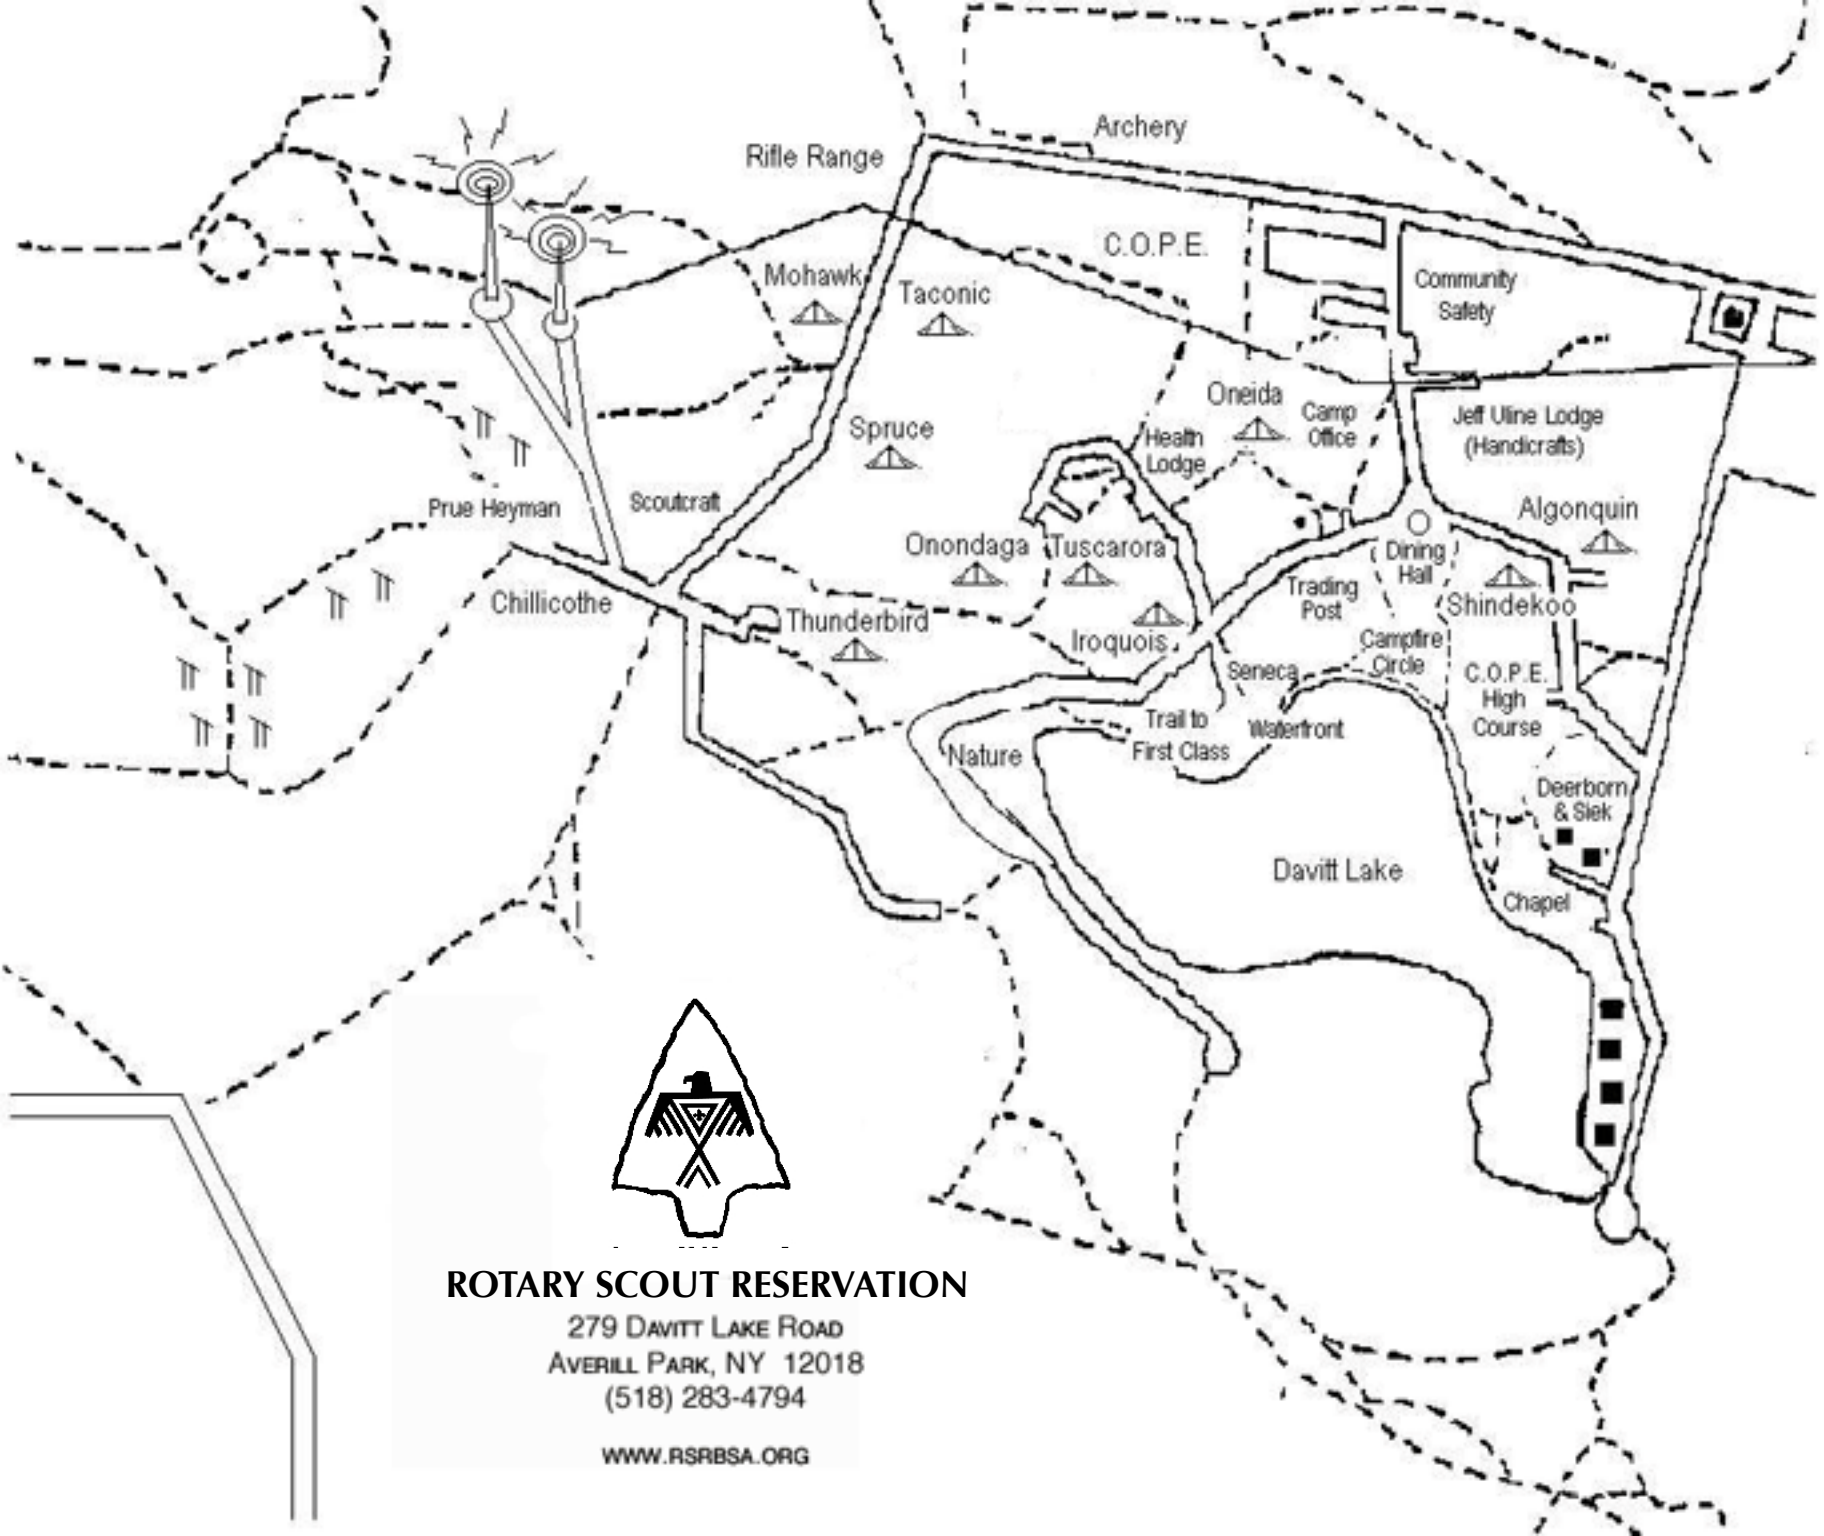 Archery
Rifle Range
C.O.P.E.
Mohawk
Taconic
Community
Safety
Oneida
Camp
Office
Jeff Uline Lodge
(Handicrafts)
Spruce
Health
Lodge
Prue Heyman
Scoutcraft
Algonquin
Onondaga
Tuscarora
Dining
Hall
Chillicothe
Trading
Post
Shindekoo
Thunderbird
Iroquois
Campfire
Circle
Seneca
C.O.P.E.
High
Course
Trail to
First Class
Waterfront
Nature
Deerborn
& Siek
Davitt Lake
Chapel
ROTARY SCOUT RESERVATION
279 DAVITT LAKE ROAD
AVERILL PARK, NY 12018
(518) 283-4794
WWW.RSRBSA.ORG